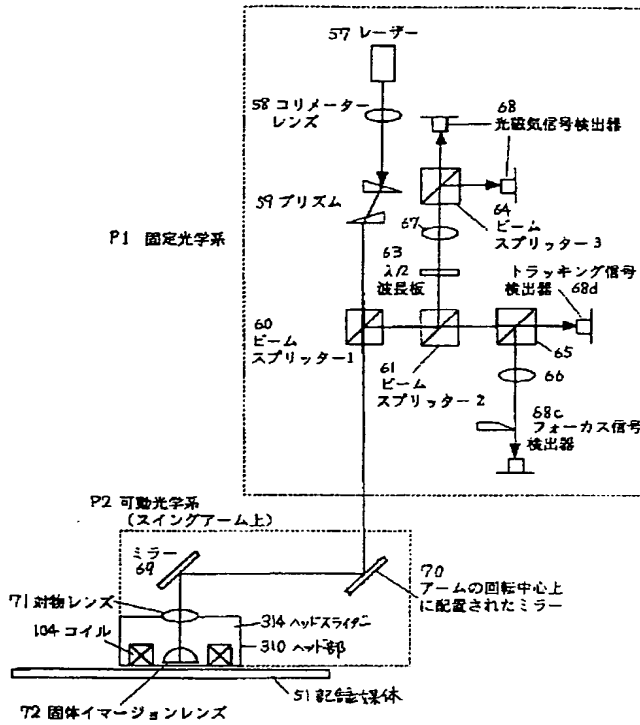 57 レーザー
58 コリメーター
レンズ
59 プリズム
P1 固定光学系
68
光磁気信号検出器
64
ビーム
スプリッター3
67
63
λ/2
波長板
トラッキング信号
検出器
68d
60
ビーム
スプリッター1
61
ビーム
スプリッター2
65
66
68c
フォーカス信号
検出器
P2 可動光学系
(スイングアーム上)
ミラー
69
70
アームの回転中心上
に配置されたミラー
71 対物レンズ
104 コイル
314 ヘッドスライダー
310 ヘッド部
51 記録媒体
72 固体イマージョンレンズ